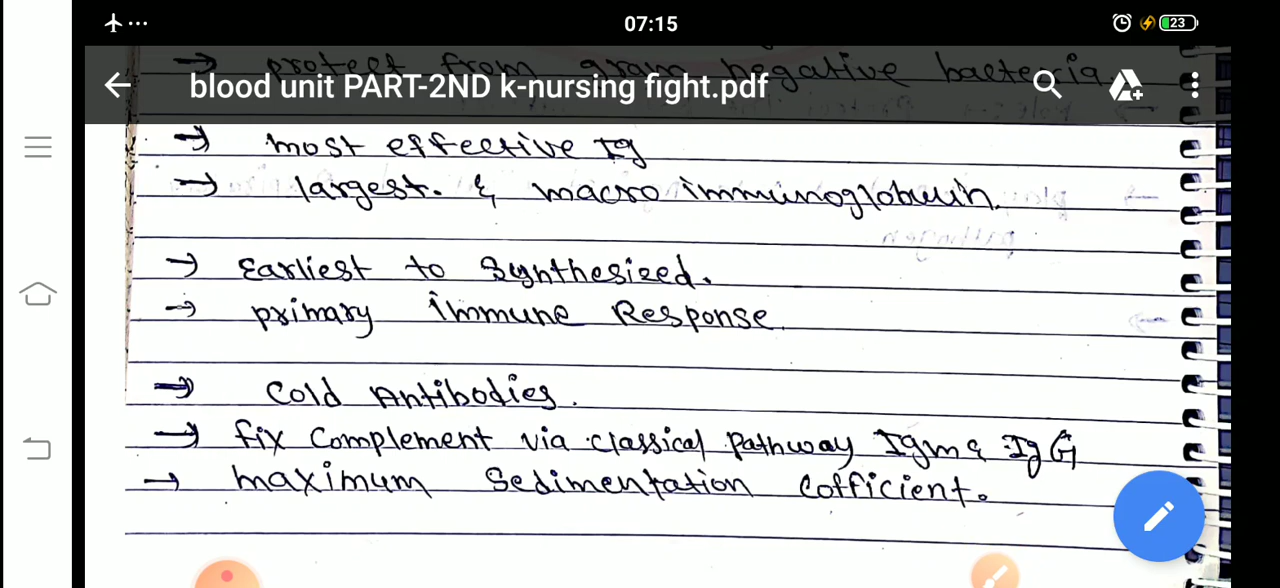 07:15
23
→ protect from gram negative bacteria.
blood unit PART-2ND k-nursing fight.pdf
→ most effective Ig
→ largest. & macro immunoglobulin.
→ Earliest to Synthesized.
→ primary immune Response.
→ Cold Antibodies.
→ fix Complement via classical pathway Igm & IgG
→ maximum Sedimentation Cofficient.